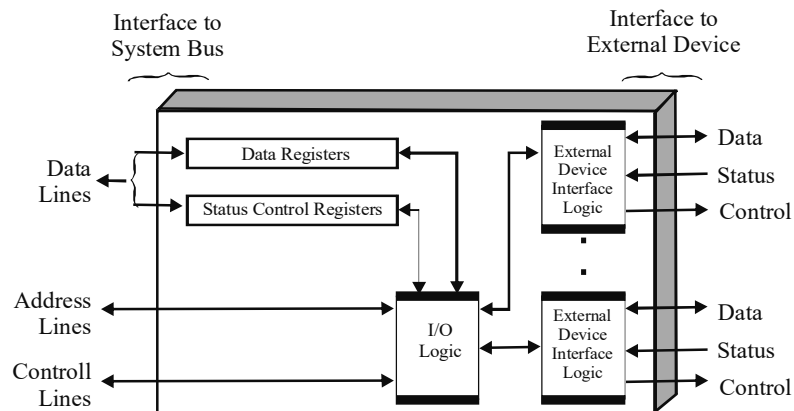 Interface to
System Bus
Interface to
External Device
Data Registers
Status Control Registers
Data
Lines
Address
Lines
Controll
Lines
I/O
Logic
External
Device
Interface
Logic
Data
Status
Control
External
Device
Interface
Logic
Data
Status
Control